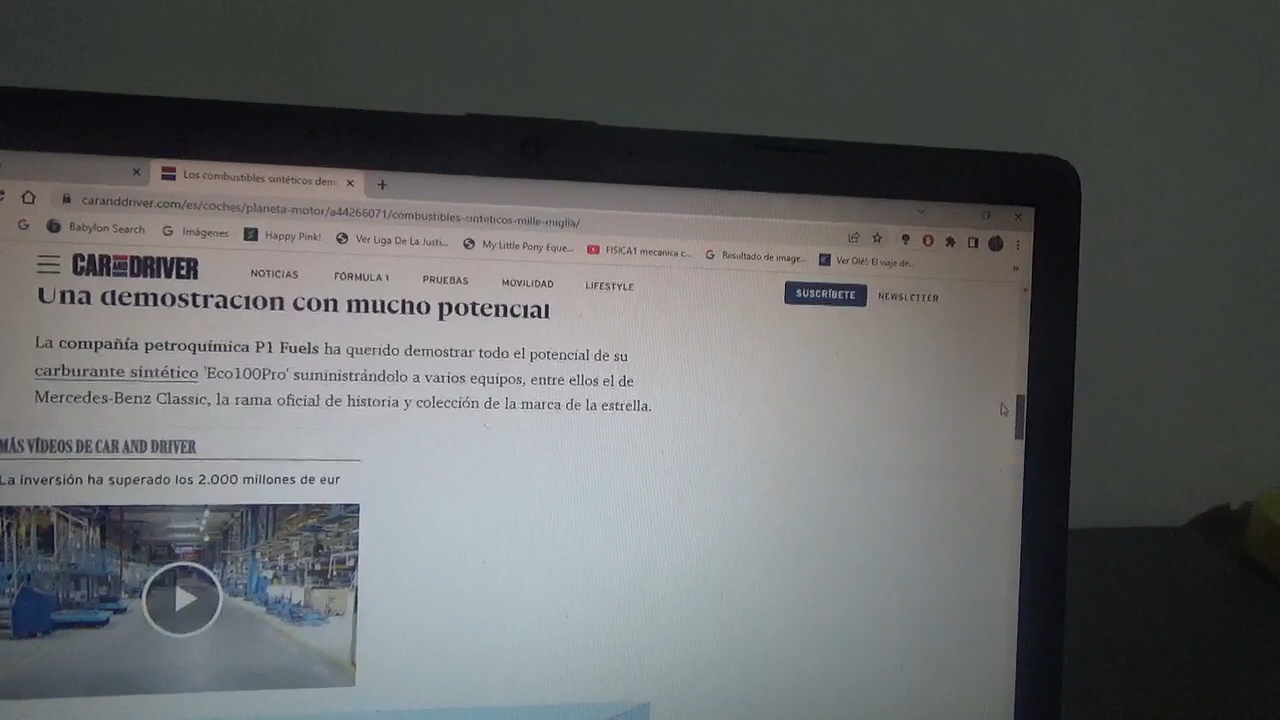 Los combustibles sintéticos dem
caranddriver.com/es/coches/planeta-motor/a44266071/combustibles-sinteticos-mille-miglia/
Babylon Search
Imágenes
Happy Pink!
Ver Liga De La Justi...
My Little Pony Eque...
FISICA1 mecanica c...
Resultado de image...
Ver Olé! El viaje de...
CAR AND DRIVER
NOTICIAS
FÓRMULA 1
PRUEBAS
MOVILIDAD
LIFESTYLE
SUSCRÍBETE
NEWSLETTER
Una demostración con mucho potencial
La compañía petroquímica P1 Fuels ha querido demostrar todo el potencial de su
carburante sintético 'Eco100Pro' suministrándolo a varios equipos, entre ellos el de
Mercedes-Benz Classic, la rama oficial de historia y colección de la marca de la estrella.
MÁS VÍDEOS DE CAR AND DRIVER
La inversión ha superado los 2.000 millones de eur